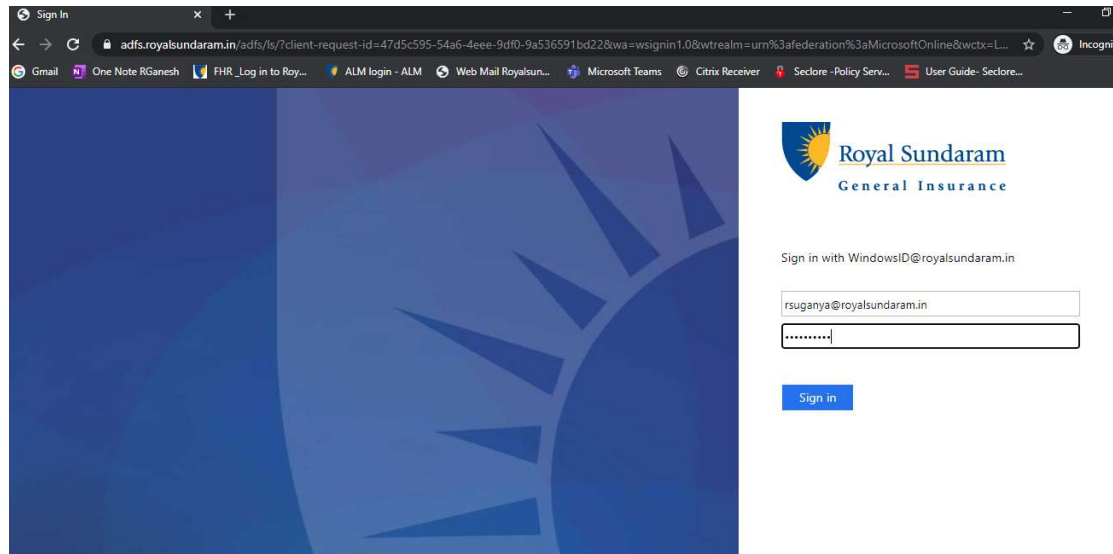 Sign In
adfs.royalsundaram.in/adfs/ls/?client-request-id=47d5c595-54a6-4eee-9df0-9a536591bd22&wa=wsignin1.0&wtrealm=urn%3afederation%3aMicrosoftOnline&wctx=L...
Incogni
Gmail One Note RGanesh FHR _Log in to Roy... ALM login - ALM Web Mail Royalsun... Microsoft Teams Citrix Receiver Seclore -Policy Serv... User Guide- Seclore...
Royal Sundaram
General Insurance
Sign in with WindowsID@royalsundaram.in
rsuganya@royalsundaram.in
Sign in